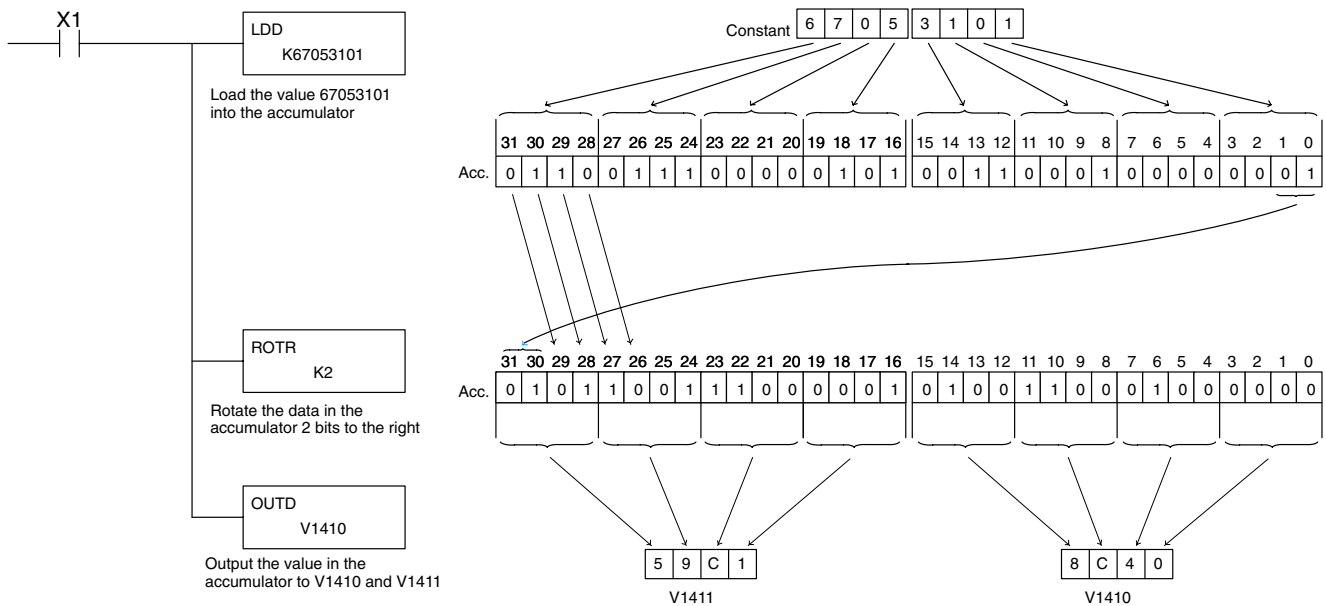 X1
LDD
K67053101
Load the value 67053101
into the accumulator
Constant 6 7 0 5 3 1 0 1
31 30 29 28 27 26 25 24 23 22 21 20 19 18 17 16 15 14 13 12 11 10 9 8 7 6 5 4 3 2 1 0
Acc. 0 1 1 0 0 1 1 1 0 0 0 0 0 1 0 1 0 0 1 1 0 0 0 1 0 0 0 0 0 0 0 1
ROTR
K2
Rotate the data in the
accumulator 2 bits to the right
31 30 29 28 27 26 25 24 23 22 21 20 19 18 17 16 15 14 13 12 11 10 9 8 7 6 5 4 3 2 1 0
Acc. 0 1 0 1 1 0 0 1 1 1 0 0 0 0 0 1 0 1 0 0 1 1 0 0 0 1 0 0 0 0 0 0
OUTD
V1410
Output the value in the
accumulator to V1410 and V1411
5 9 C 1
V1411
8 C 4 0
V1410